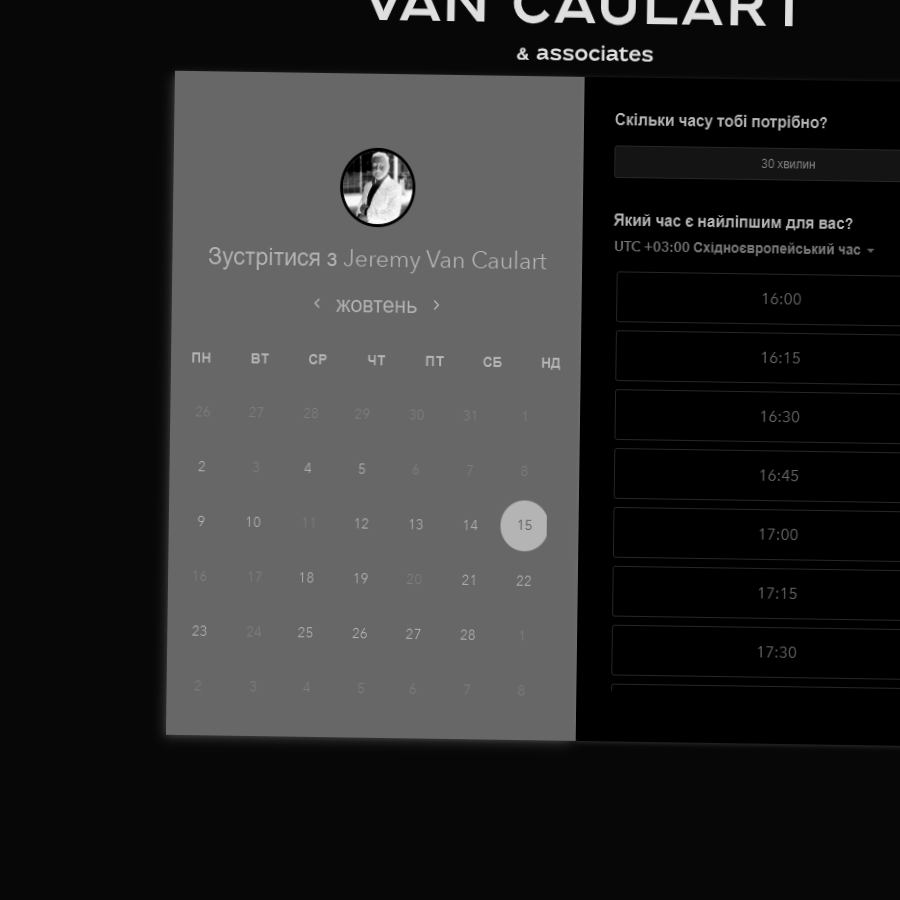 VAN CAULART
& associates
Зустрітися з Jeremy Van Caulart
жовтень
ПН ВТ СР ЧТ ПТ СБ НД
26 27 28 29 30 31 1
2 3 4 5 6 7 8
9 10 11 12 13 14 15
16 17 18 19 20 21 22
23 24 25 26 27 28 1
2 3 4 5 6 7 8
Скільки часу тобі потрібно?
30 хвилин
Який час є найліпшим для вас?
UTC +03:00 Східноєвропейський час
16:00
16:15
16:30
16:45
17:00
17:15
17:30